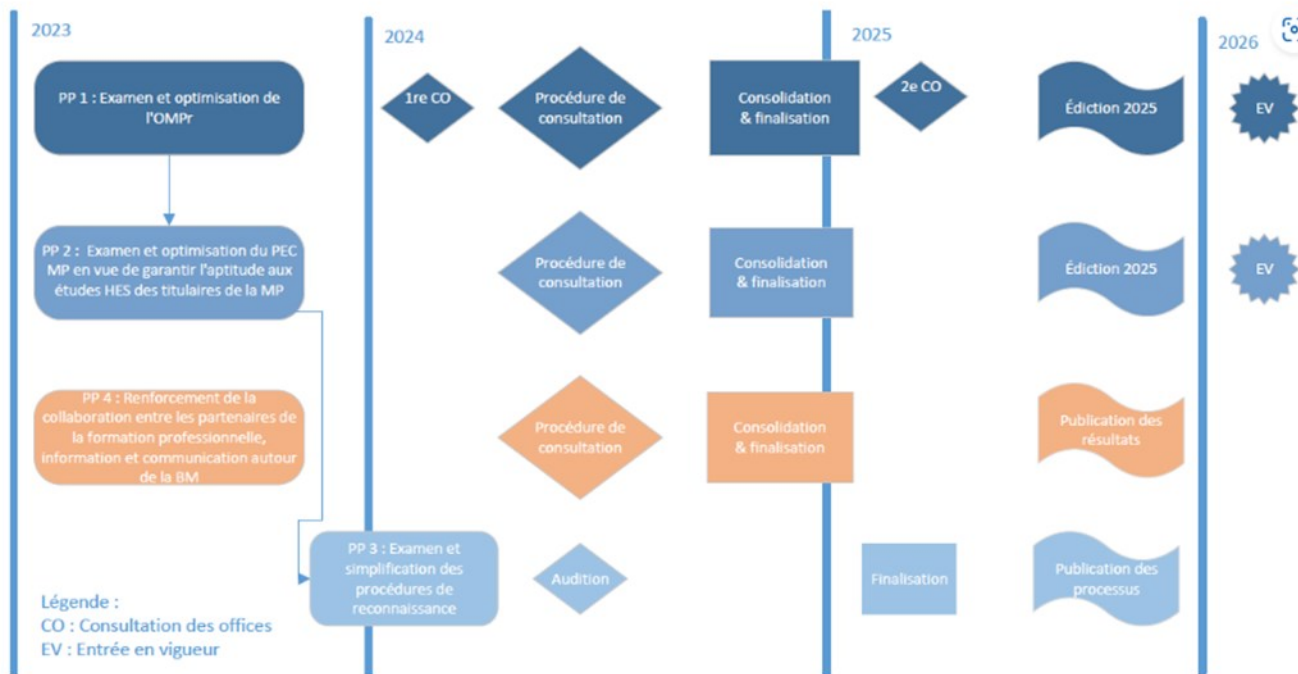 2023
2024
2025
2026
PP 1 : Examen et optimisation de
l'OMPr
1re CO
Procédure de
consultation
Consolidation
& finalisation
2e CO
Édiction 2025
EV
PP 2 :  Examen et optimisation du PEC
MP en vue de garantir l'aptitude aux
études HES des titulaires de la MP
Procédure de
consultation
Consolidation
& finalisation
Édiction 2025
EV
PP 4 : Renforcement de la
collaboration entre les partenaires de
la formation professionnelle,
information et communication autour
de la BM
Procédure de
consultation
Consolidation
& finalisation
Publication des
résultats
PP 3 : Examen et
simplification des
procédures de
reconnaissance
Audition
Finalisation
Publication des
processus
Légende :
CO : Consultation des offices
EV : Entrée en vigueur